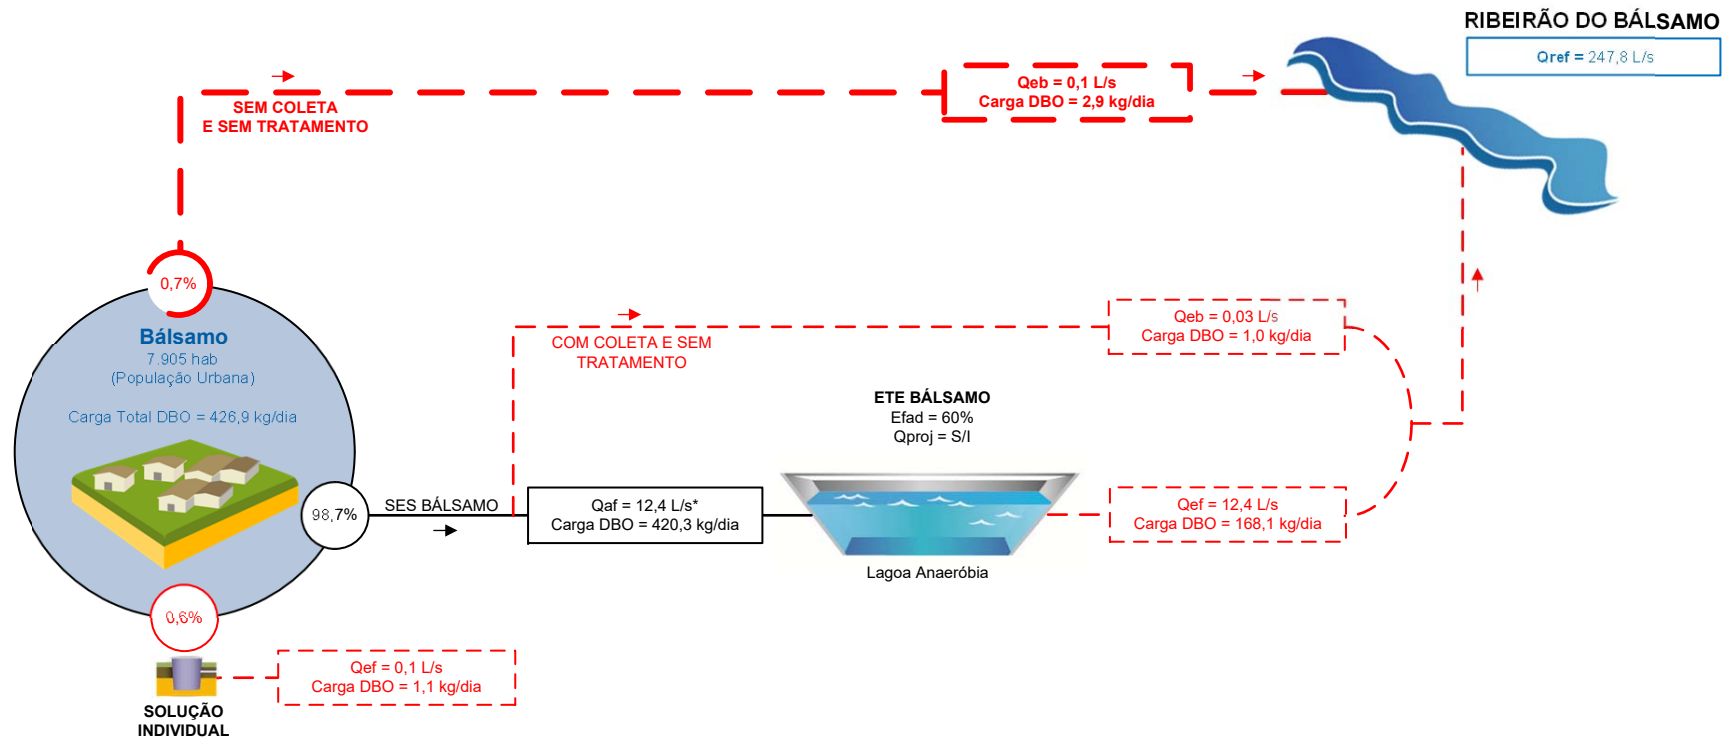 RIBEIRÃO DO BÁLSAMO
Qref = 247,8 L/s
SEM COLETA
E SEM TRATAMENTO
Qeb = 0,1 L/s
Carga DBO = 2,9 kg/dia
0,7%
Bálsamo
7.905 hab
(População Urbana)
Carga Total DBO = 426,9 kg/dia
COM COLETA E SEM
TRATAMENTO
Qeb = 0,03 L/s
Carga DBO = 1,0 kg/dia
ETE BÁLSAMO
Efad = 60%
Qproj = S/I
98,7%
SES BÁLSAMO
Qaf = 12,4 L/s*
Carga DBO = 420,3 kg/dia
Lagoa Anaeróbia
Qef = 12,4 L/s
Carga DBO = 168,1 kg/dia
0,6%
SOLUÇÃO
INDIVIDUAL
Qef = 0,1 L/s
Carga DBO = 1,1 kg/dia